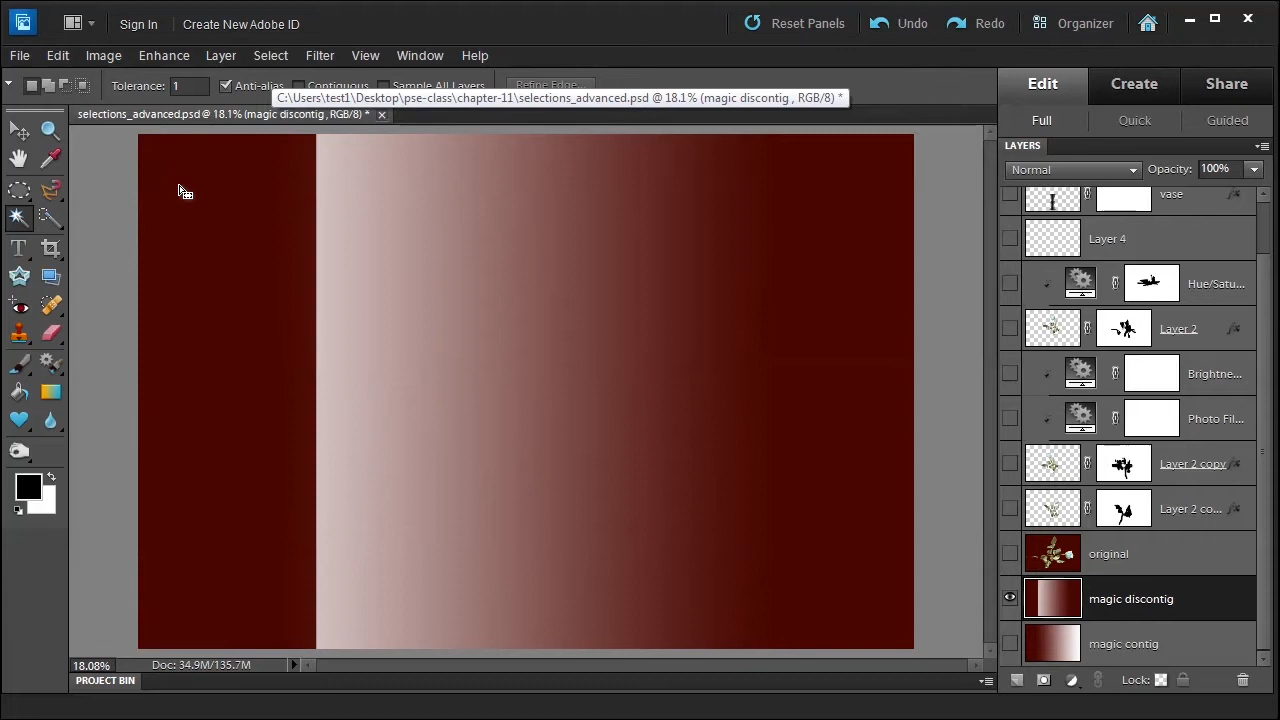 Sign In
Create New Adobe ID
Reset Panels
Undo
Redo
Organizer
File Edit Image Enhance Layer Select Filter View Window Help
Tolerance: 1 Anti-alias Contiguous Sample All Layers Refine Edge...
Edit Create Share
C:\Users\test1\Desktop\pse-class\chapter-11\selections_advanced.psd @ 18.1% (magic discontig , RGB/8) *
selections_advanced.psd @ 18.1% (magic discontig , RGB/8) *
Full Quick Guided
LAYERS
Normal Opacity: 100%
vase fx
Layer 4
Hue/Satu...
Layer 2 fx
Brightne...
Photo Fil...
Layer 2 copy fx
Layer 2 co... fx
original
magic discontig
magic contig
18.08% Doc: 34.9M/135.7M
Lock:
PROJECT BIN